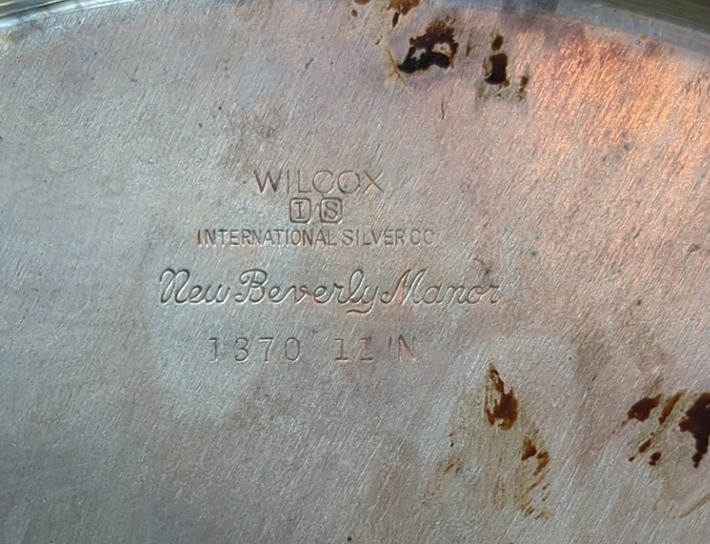 WILCOX
IS
INTERNATIONAL SILVER CO
New Beverly Manor
1370 11 IN